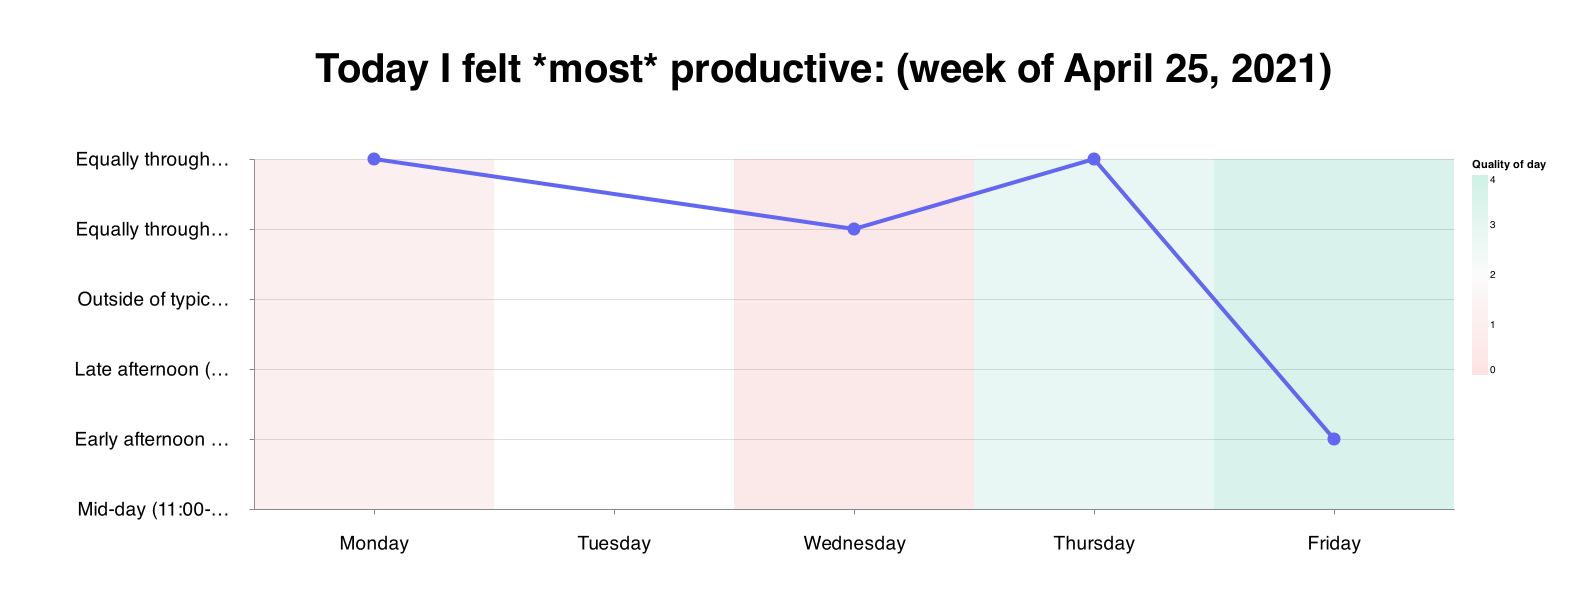 Today I felt *most* productive: (week of April 25, 2021)
Equally through…
Equally through…
Outside of typic…
Late afternoon (…
Early afternoon …
Mid-day (11:00-…
Monday
Tuesday
Wednesday
Thursday
Friday
Quality of day
4
3
2
1
0